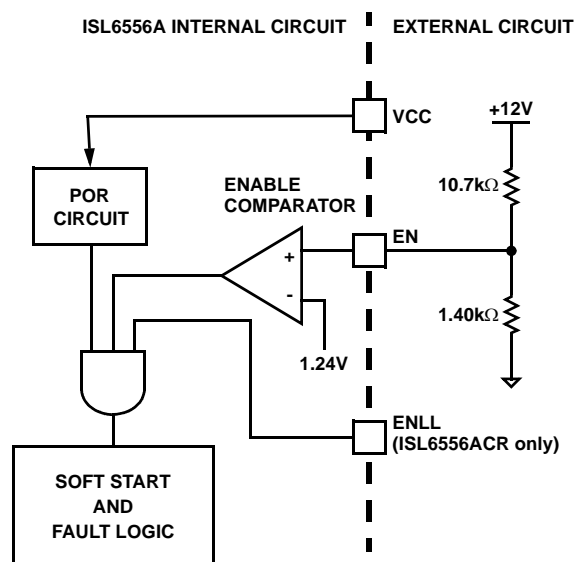 ISL6556A INTERNAL CIRCUIT
EXTERNAL CIRCUIT
VCC
+12V
POR
CIRCUIT
ENABLE
COMPARATOR
10.7kΩ
EN
+
-
1.24V
1.40kΩ
ENLL
(ISL6556ACR only)
SOFT START
AND
FAULT LOGIC